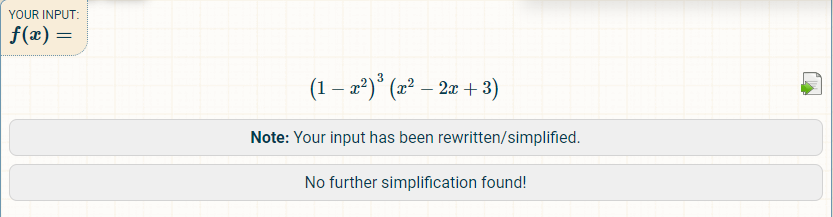 YOUR INPUT:
f(x) =
(1 − x²)³ (x² − 2x + 3)
Note: Your input has been rewritten/simplified.
No further simplification found!